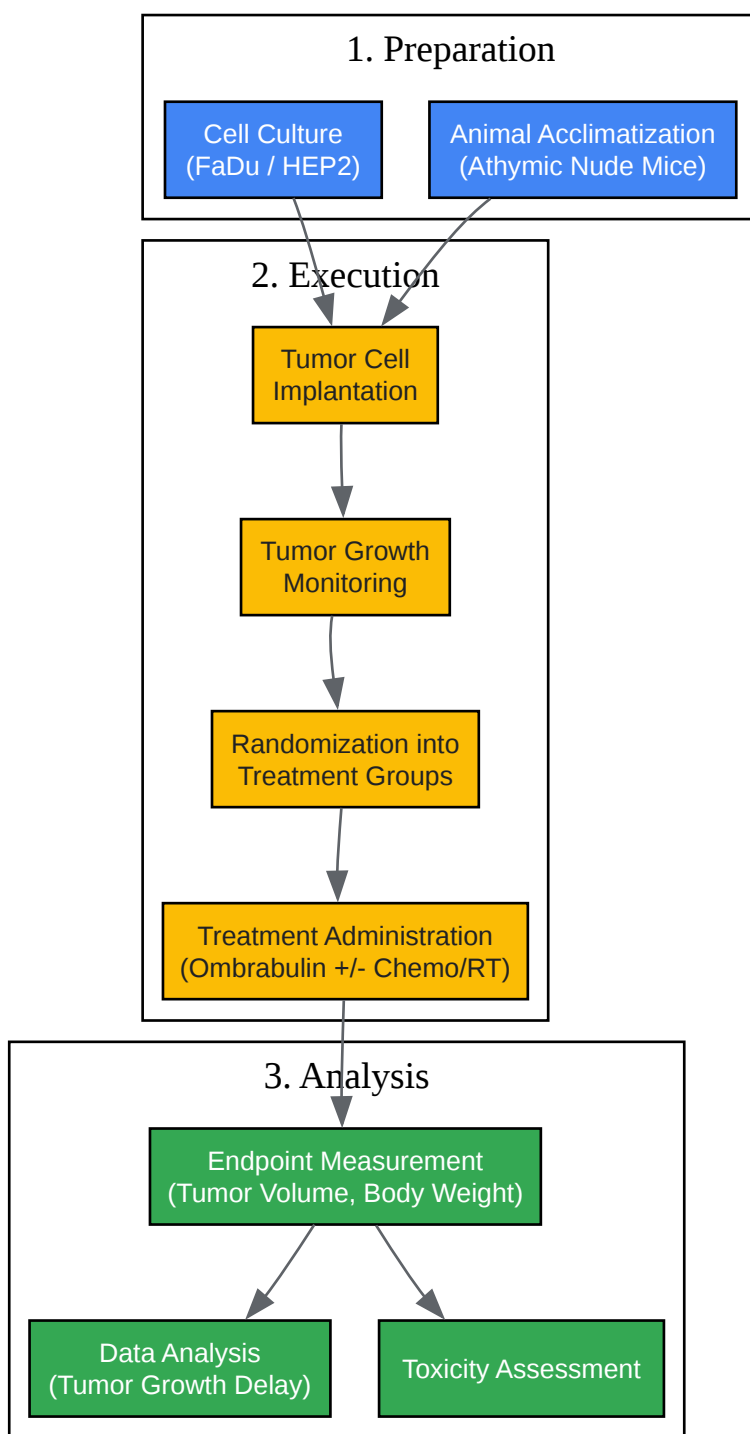 1. Preparation
Cell Culture
(FaDu / HEP2)
Animal Acclimatization
(Athymic Nude Mice)
2. Execution
Tumor Cell
Implantation
Tumor Growth
Monitoring
Randomization into
Treatment Groups
Treatment Administration
(Ombrabulin +/- Chemo/RT)
3. Analysis
Endpoint Measurement
(Tumor Volume, Body Weight)
Data Analysis
(Tumor Growth Delay)
Toxicity Assessment